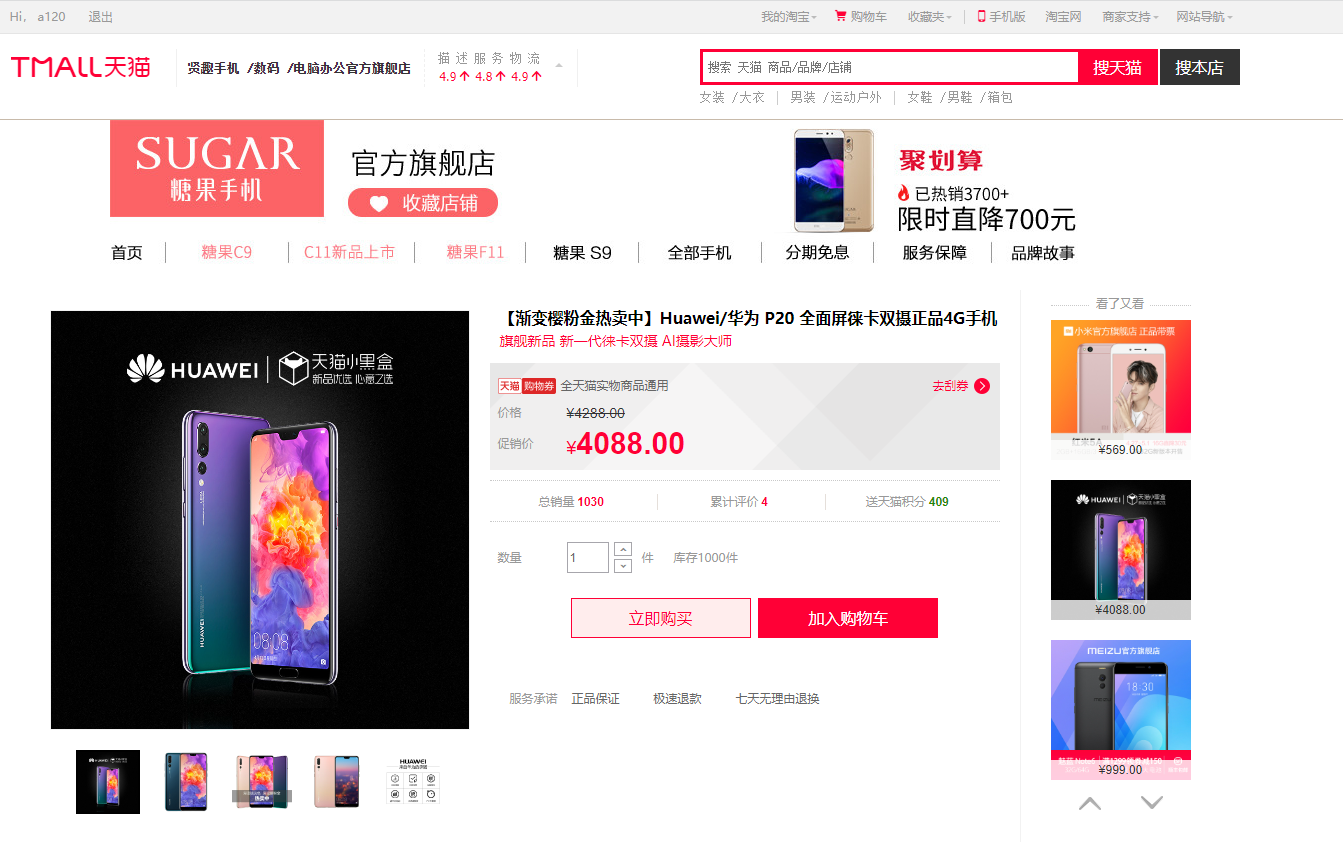 Hi， a120 退出 我的淘宝 购物车 收藏夹 手机版 淘宝网 商家支持 网站导航
TMALL天猫
贤趣手机 /数码 /电脑办公官方旗舰店
描 述 服 务 物 流
4.9 4.8 4.9
搜索 天猫 商品/品牌/店铺 搜天猫 搜本店
女装 /大衣 男装 /运动户外 女鞋 /男鞋 /箱包
SUGAR
糖果手机
官方旗舰店
收藏店铺
聚划算
已热销3700+
限时直降700元
首页 糖果C9 C11新品上市 糖果F11 糖果 S9 全部手机 分期免息 服务保障 品牌故事
HUAWEI 天猫小黑盒
新品优选 心意之选
HUAWEI
08:08
【渐变樱粉金热卖中】Huawei/华为 P20 全面屏徕卡双摄正品4G手机
旗舰新品 新一代徕卡双摄 AI摄影大师
天猫 购物券 全天猫实物商品通用 去刮券
价格 ¥4288.00
促销价 ¥4088.00
总销量 1030 累计评价 4 送天猫积分 409
数量 1 件 库存1000件
立即购买 加入购物车
服务承诺 正品保证 极速退款 七天无理由退换
HUAWEI
热卖中
看了又看
小米官方旗舰店 正品带票
红米5A
¥569.00
HUAWEI 天猫小黑盒
¥4088.00
MEIZU官方旗舰店
18:30
¥999.00